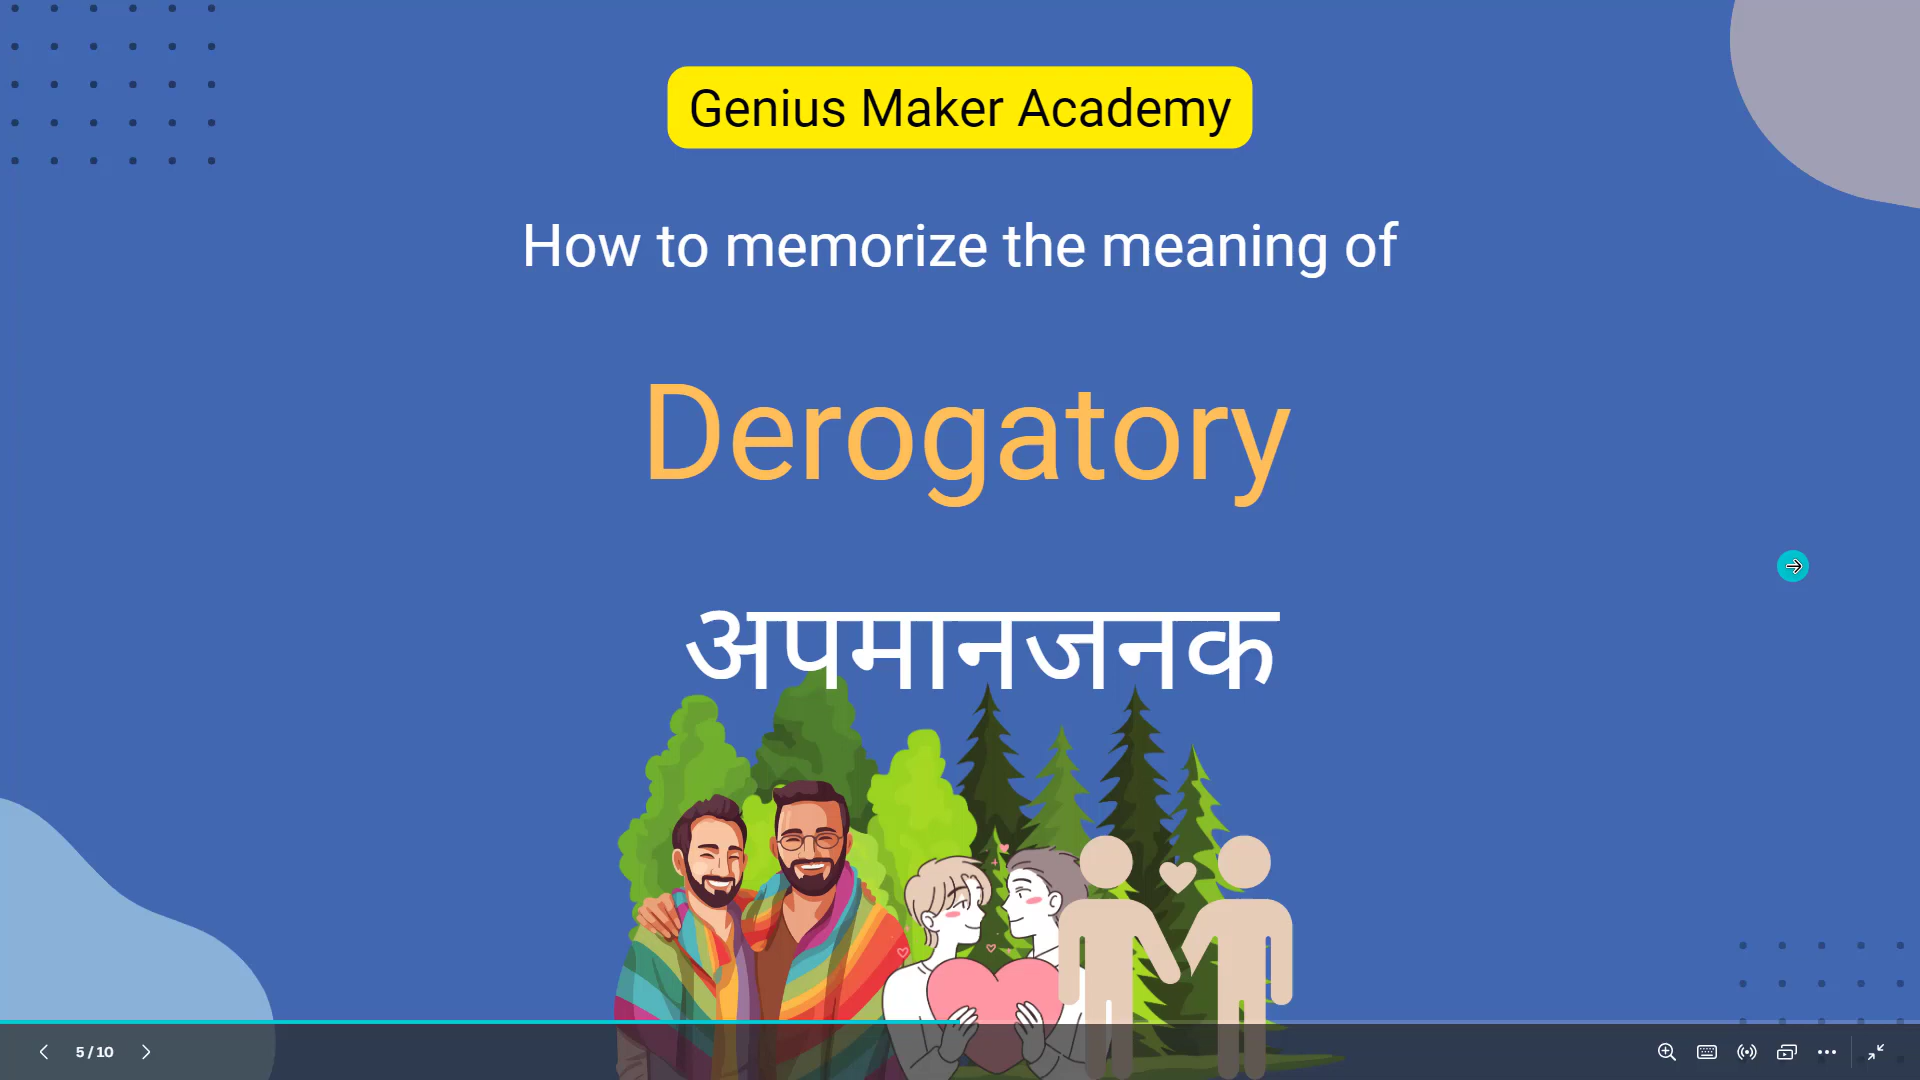 Genius Maker Academy
How to memorize the meaning of
Derogatory
अपमानजनक
5 / 10